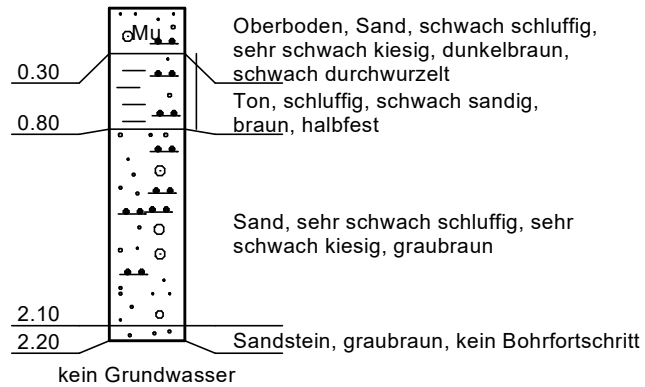 Mu
Oberboden, Sand, schwach schluffig,
sehr schwach kiesig, dunkelbraun,
schwach durchwurzelt
0.30
Ton, schluffig, schwach sandig,
braun, halbfest
0.80
Sand, sehr schwach schluffig, sehr
schwach kiesig, graubraun
2.10
2.20
Sandstein, graubraun, kein Bohrfortschritt
kein Grundwasser